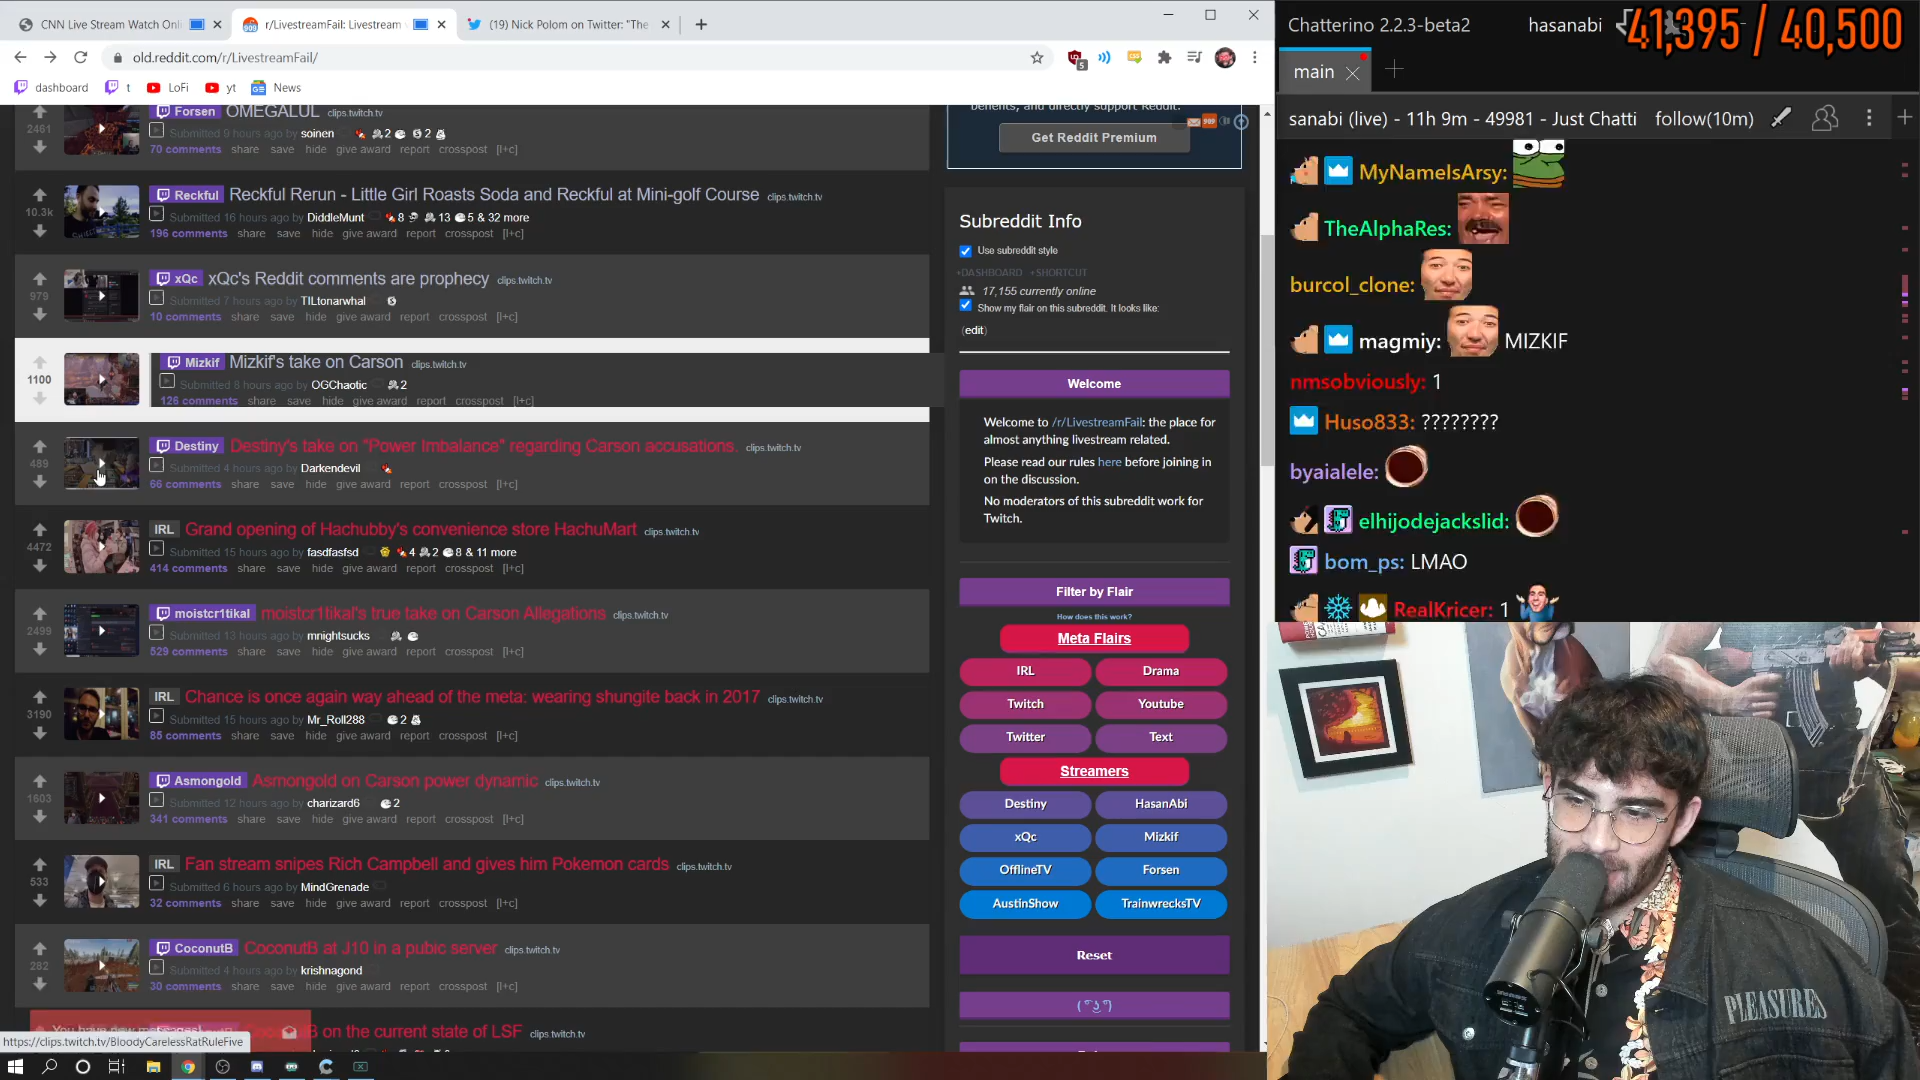 CNN Live Stream Watch Onl
r/LivestreamFail: Livestream
(19) Nick Polom on Twitter: "The
old.reddit.com/r/LivestreamFail/
5
dashboard
t
LoFi
yt
News
2461
Forsen OMEGALUL clips.twitch.tv
Submitted 9 hours ago by soinen 2 2
70 comments share save hide give award report crosspost [l+c]
10.3k
Reckful Reckful Rerun - Little Girl Roasts Soda and Reckful at Mini-golf Course clips.twitch.tv
Submitted 16 hours ago by DiddleMunt 8 13 5 & 32 more
196 comments share save hide give award report crosspost [l+c]
979
xQc xQc's Reddit comments are prophecy clips.twitch.tv
Submitted 7 hours ago by TILtonarwhal
10 comments share save hide give award report crosspost [l+c]
1100
Mizkif Mizkif's take on Carson clips.twitch.tv
Submitted 8 hours ago by OGChaotic 2
126 comments share save hide give award report crosspost [l+c]
489
Destiny Destiny's take on "Power Imbalance" regarding Carson accusations. clips.twitch.tv
Submitted 4 hours ago by Darkendevil
66 comments share save hide give award report crosspost [l+c]
4472
IRL Grand opening of Hachubby's convenience store HachuMart clips.twitch.tv
Submitted 15 hours ago by fasdfasfsd 4 2 8 & 11 more
414 comments share save hide give award report crosspost [l+c]
2499
moistcr1tikal moistcr1tikal's true take on Carson Allegations clips.twitch.tv
Submitted 13 hours ago by mnightsucks
529 comments share save hide give award report crosspost [l+c]
3190
IRL Chance is once again way ahead of the meta: wearing shungite back in 2017 clips.twitch.tv
Submitted 15 hours ago by Mr_Roll288 2
85 comments share save hide give award report crosspost [l+c]
1603
Asmongold Asmongold on Carson power dynamic clips.twitch.tv
Submitted 12 hours ago by charizard6 2
341 comments share save hide give award report crosspost [l+c]
533
IRL Fan stream snipes Rich Campbell and gives him Pokemon cards clips.twitch.tv
Submitted 6 hours ago by MindGrenade
32 comments share save hide give award report crosspost [l+c]
282
CoconutB CoconutB at J10 in a pubic server clips.twitch.tv
Submitted 4 hours ago by krishnagond
30 comments share save hide give award report crosspost [l+c]
You have new messages!
B on the current state of LSF clips.twitch.tv
https://clips.twitch.tv/BloodyCarelessRatRuleFive
benefits, and directly support Reddit.
Get Reddit Premium
Subreddit Info
Use subreddit style
+DASHBOARD +SHORTCUT
17,155 currently online
Show my flair on this subreddit. It looks like:
(edit)
Welcome
Welcome to /r/LivestreamFail: the place for
almost anything livestream related.
Please read our rules here before joining in
on the discussion.
No moderators of this subreddit work for
Twitch.
Filter by Flair
How does this work?
Meta Flairs
IRL
Drama
Twitch
Youtube
Twitter
Text
Streamers
Destiny
HasanAbi
xQc
Mizkif
OfflineTV
Forsen
AustinShow
TrainwrecksTV
Reset
Chatterino 2.2.3-beta2
hasanabi
41,395 / 40,500
main
sanabi (live) - 11h 9m - 49981 - Just Chatti follow(10m)
MyNameIsArsy:
TheAlphaRes:
burcol_clone:
magmiy: MIZKIF
nmsobviously: 1
Huso833: ????????
byaialele:
elhijodejackslid:
bom_ps: LMAO
RealKricer: 1
PLEASURES